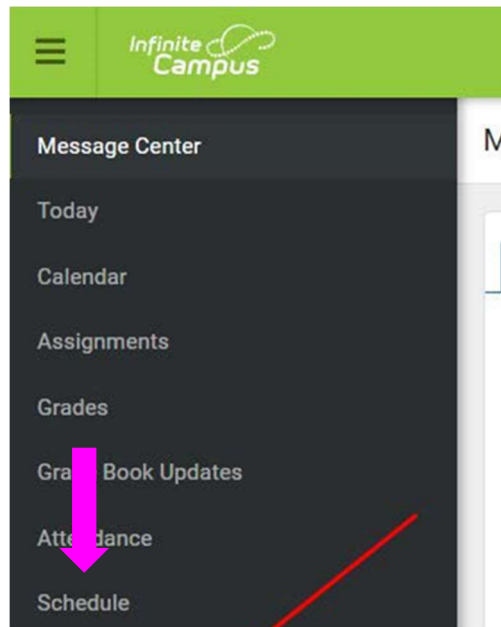 Infinite
Campus
Message Center
M
Today
Calendar
Assignments
Grades
Grade Book Updates
Attendance
Schedule